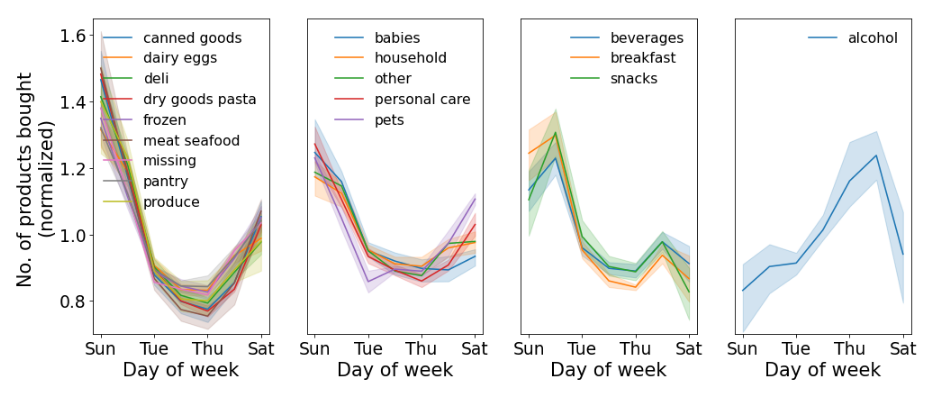 No. of products bought
(normalized)
1.6
1.4
1.2
1.0
0.8
canned goods
dairy eggs
deli
dry goods pasta
frozen
meat seafood
missing
pantry
produce
Sun Tue Thu Sat
Day of week
babies
household
other
personal care
pets
Sun Tue Thu Sat
Day of week
beverages
breakfast
snacks
Sun Tue Thu Sat
Day of week
alcohol
Sun Tue Thu Sat
Day of week